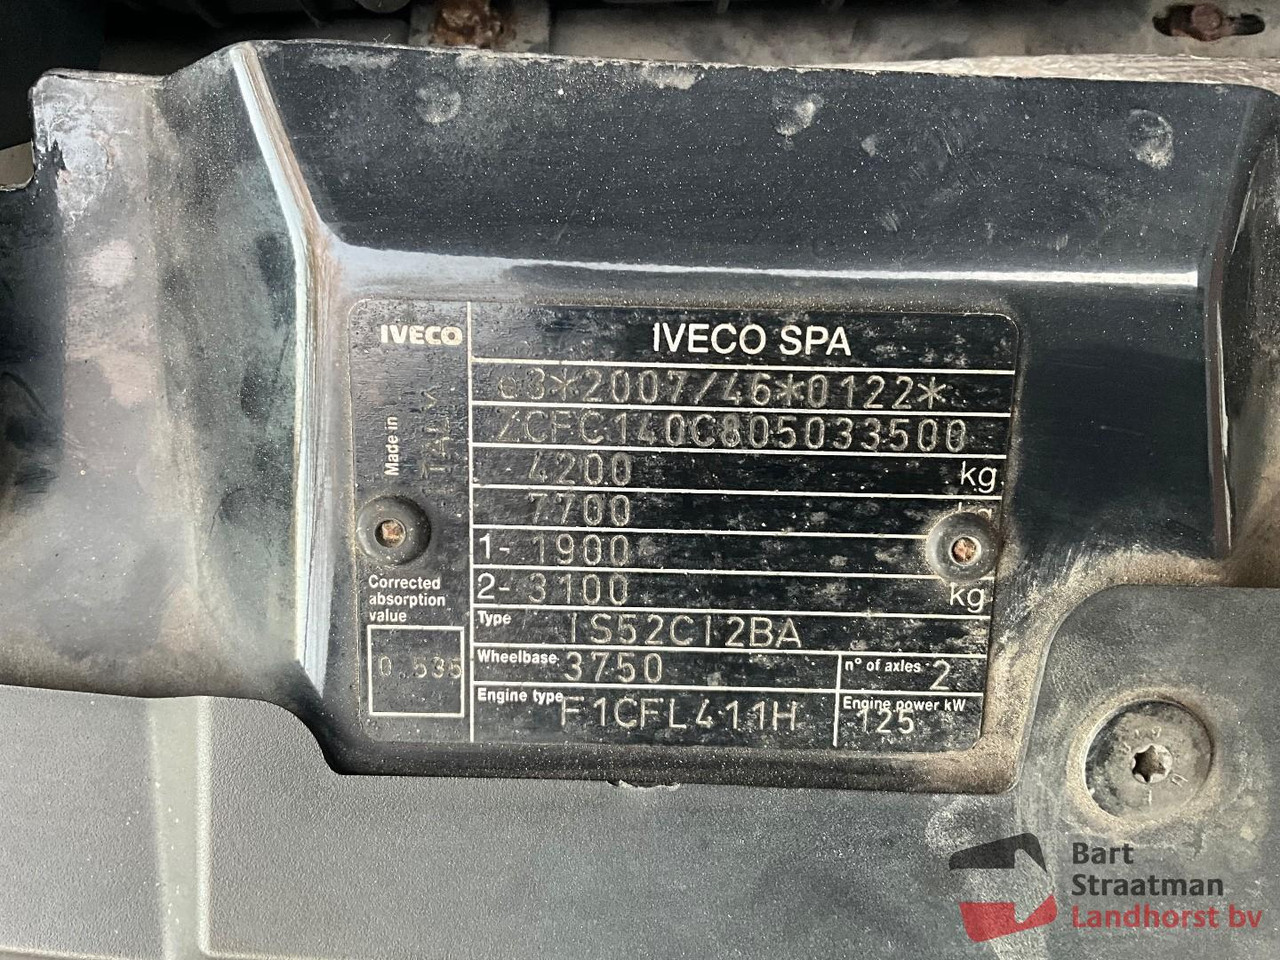 IVECO
IVECO SPA
e3*2007/46*0122*
ZCFC140C805033500
4200 kg
7700 kg
1- 1900
2- 3100 kg
Type IS52CI2BA
Wheelbase 3750
n° of axles 2
Engine type F1CFL411H
Engine power kW 125
Made in
ITALY
Corrected
absorption
value
0.535
Bart
Straatman
Landhorst bv